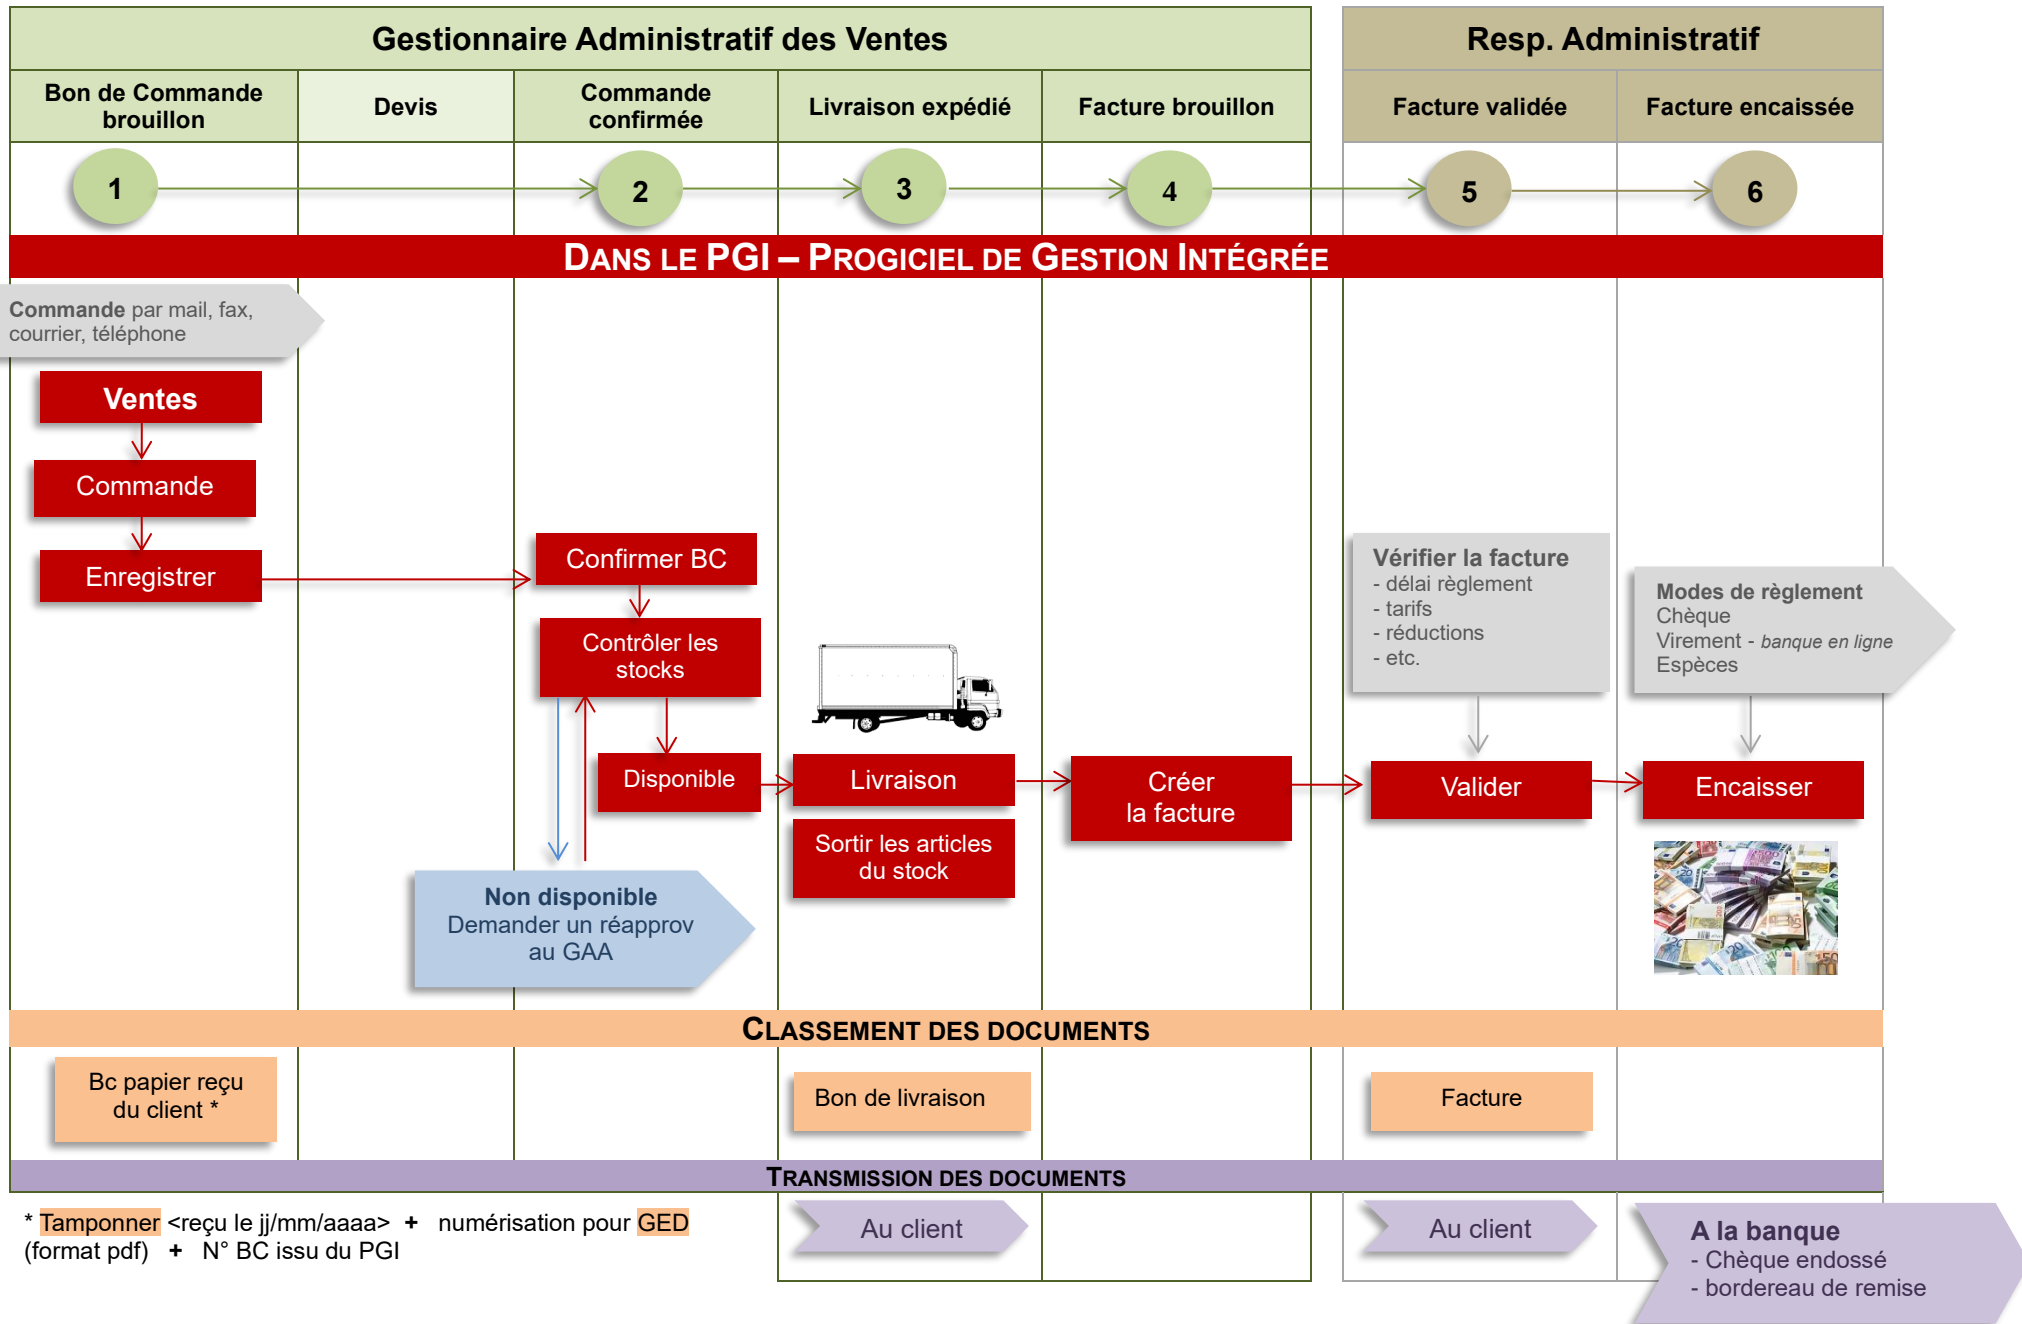 Gestionnaire Administratif des Ventes
Resp. Administratif
Bon de Commande
brouillon
Devis
Commande
confirmée
Livraison expédié
Facture brouillon
Facture validée
Facture encaissée
1
2
3
4
5
6
DANS LE PGI – PROGICIEL DE GESTION INTÉGRÉE
Commande par mail, fax,
courrier, téléphone
Ventes
Commande
Enregistrer
Confirmer BC
Contrôler les
stocks
Disponible
Non disponible
Demander un réapprov
au GAA
Livraison
Sortir les articles
du stock
Créer
la facture
Vérifier la facture
- délai règlement
- tarifs
- réductions
- etc.
Valider
Modes de règlement
Chèque
Virement - banque en ligne
Espèces
Encaisser
CLASSEMENT DES DOCUMENTS
Bc papier reçu
du client *
Bon de livraison
Facture
TRANSMISSION DES DOCUMENTS
* Tamponner <reçu le jj/mm/aaaa> + numérisation pour GED
(format pdf) + N° BC issu du PGI
Au client
Au client
A la banque
- Chèque endossé
- bordereau de remise